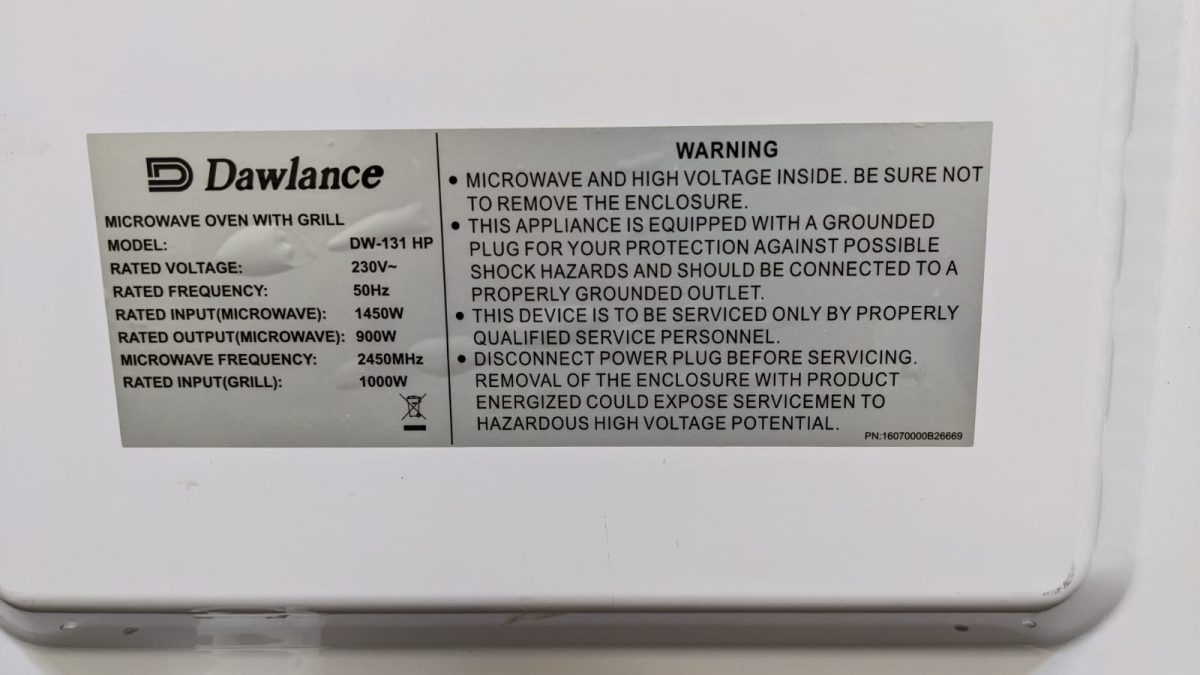 Dawlance
MICROWAVE OVEN WITH GRILL
MODEL: DW-131 HP
RATED VOLTAGE: 230V~
RATED FREQUENCY: 50Hz
RATED INPUT(MICROWAVE): 1450W
RATED OUTPUT(MICROWAVE): 900W
MICROWAVE FREQUENCY: 2450MHz
RATED INPUT(GRILL): 1000W
WARNING
• MICROWAVE AND HIGH VOLTAGE INSIDE. BE SURE NOT
TO REMOVE THE ENCLOSURE.
• THIS APPLIANCE IS EQUIPPED WITH A GROUNDED
PLUG FOR YOUR PROTECTION AGAINST POSSIBLE
SHOCK HAZARDS AND SHOULD BE CONNECTED TO A
PROPERLY GROUNDED OUTLET.
• THIS DEVICE IS TO BE SERVICED ONLY BY PROPERLY
QUALIFIED SERVICE PERSONNEL.
• DISCONNECT POWER PLUG BEFORE SERVICING.
REMOVAL OF THE ENCLOSURE WITH PRODUCT
ENERGIZED COULD EXPOSE SERVICEMEN TO
HAZARDOUS HIGH VOLTAGE POTENTIAL.
PN:16070000B26669